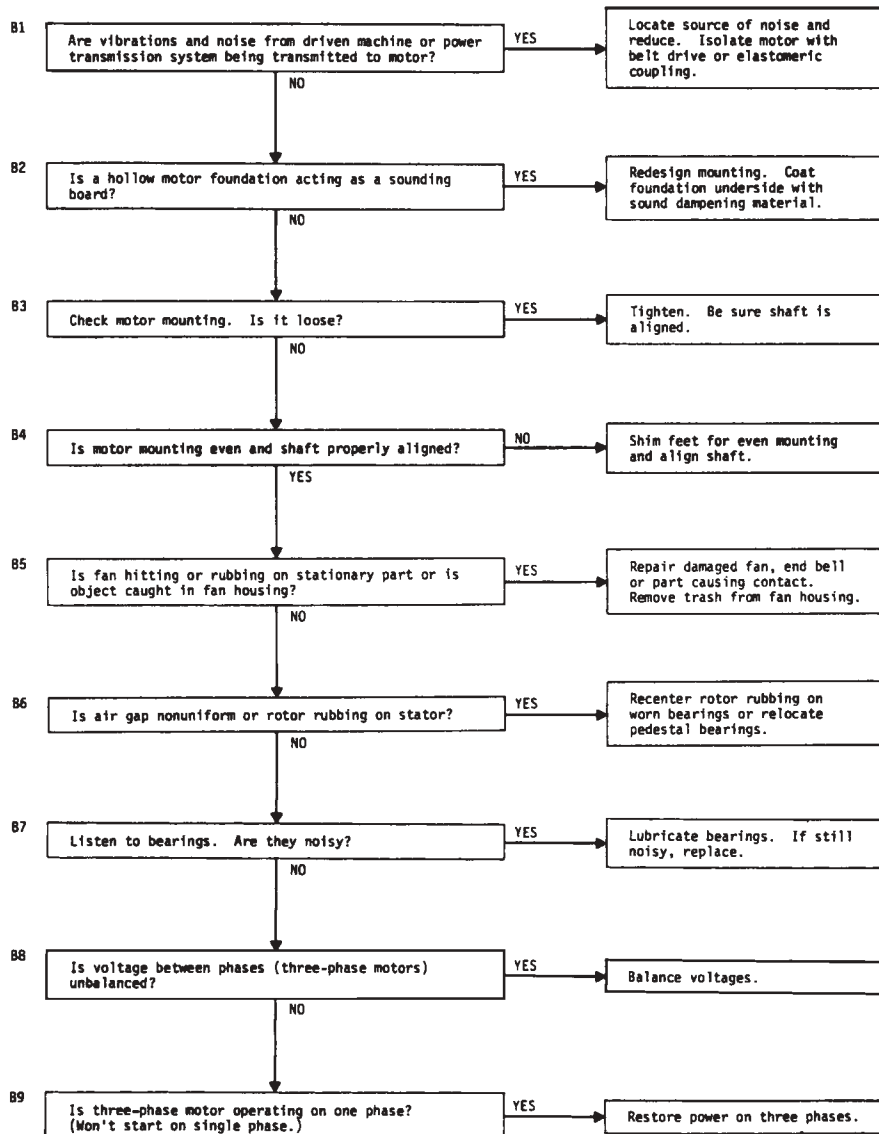 B1
Are vibrations and noise from driven machine or power
transmission system being transmitted to motor?
YES
Locate source of noise and
reduce. Isolate motor with
belt drive or elastomeric
coupling.
NO
B2
Is a hollow motor foundation acting as a sounding
board?
YES
Redesign mounting. Coat
foundation underside with
sound dampening material.
NO
B3
Check motor mounting. Is it loose?
YES
Tighten. Be sure shaft is
aligned.
NO
B4
Is motor mounting even and shaft properly aligned?
NO
Shim feet for even mounting
and align shaft.
YES
B5
Is fan hitting or rubbing on stationary part or is
object caught in fan housing?
YES
Repair damaged fan, end bell
or part causing contact.
Remove trash from fan housing.
NO
B6
Is air gap nonuniform or rotor rubbing on stator?
YES
Recenter rotor rubbing on
worn bearings or relocate
pedestal bearings.
NO
B7
Listen to bearings. Are they noisy?
YES
Lubricate bearings. If still
noisy, replace.
NO
B8
Is voltage between phases (three-phase motors)
unbalanced?
YES
Balance voltages.
NO
B9
Is three-phase motor operating on one phase?
(Won't start on single phase.)
YES
Restore power on three phases.